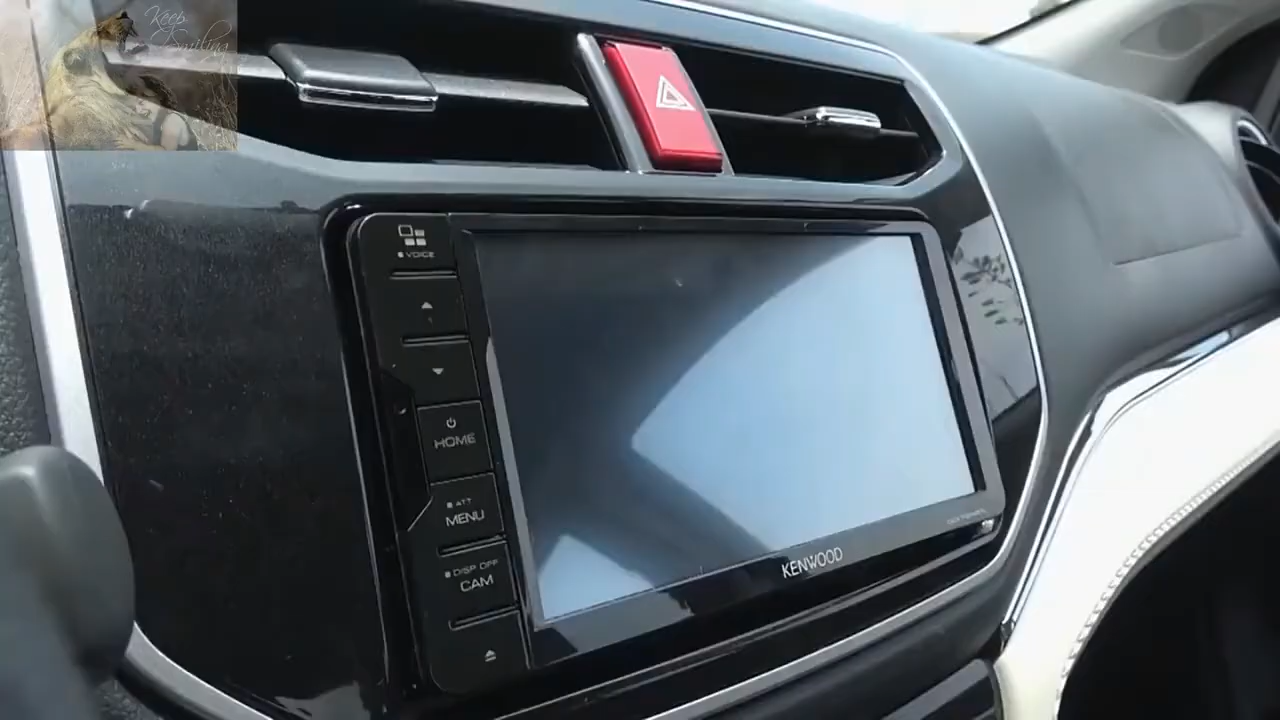 Keep
Smiling
VOICE
HOME
ATT
MENU
DISP OFF
CAM
KENWOOD